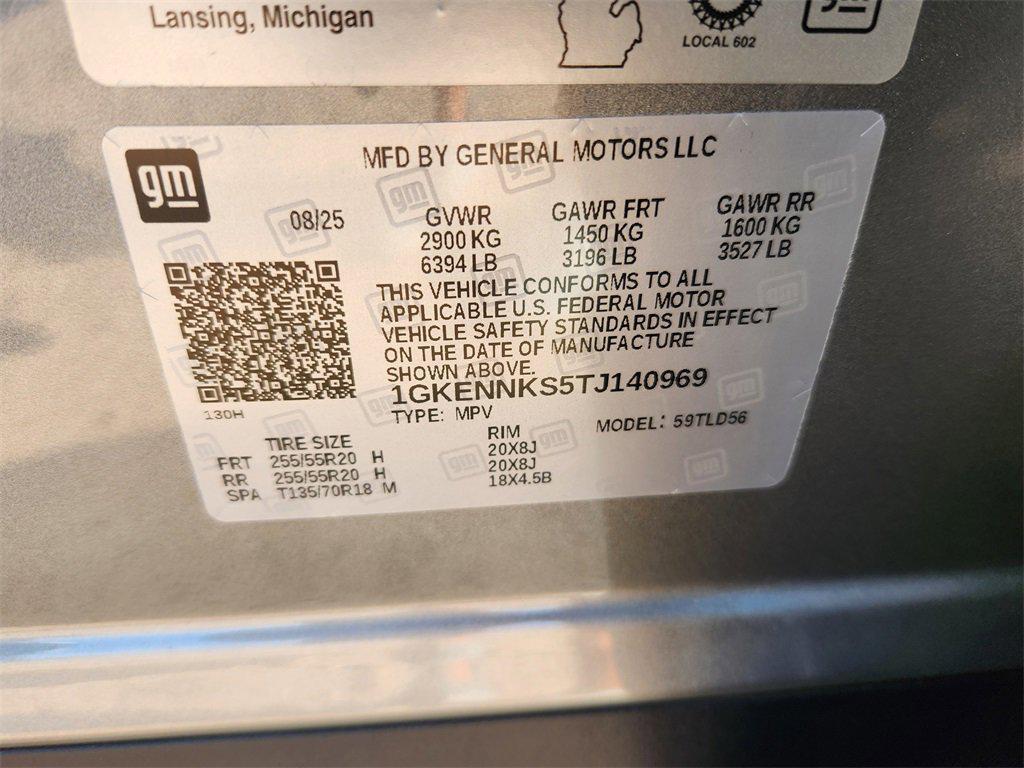 Lansing, Michigan
LOCAL 602
gm
MFD BY GENERAL MOTORS LLC
08/25 GVWR GAWR FRT GAWR RR
2900 KG 1450 KG 1600 KG
6394 LB 3196 LB 3527 LB
THIS VEHICLE CONFORMS TO ALL
APPLICABLE U.S. FEDERAL MOTOR
VEHICLE SAFETY STANDARDS IN EFFECT
ON THE DATE OF MANUFACTURE
SHOWN ABOVE.
1GKENNKS5TJ140969
130H
TYPE: MPV MODEL: 59TLD56
TIRE SIZE RIM
FRT 255/55R20 H 20X8J
RR 255/55R20 H 20X8J
SPA T135/70R18 M 18X4.5B